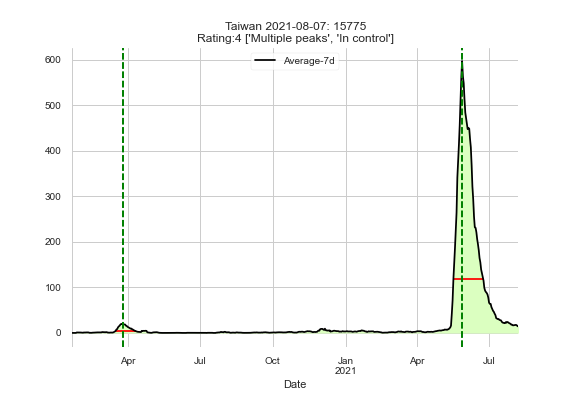 Taiwan 2021-08-07: 15775
Rating:4 ['Multiple peaks', 'In control']
Average-7d
600
500
400
300
200
100
0
Apr Jul Oct Jan Apr Jul
2021
Date